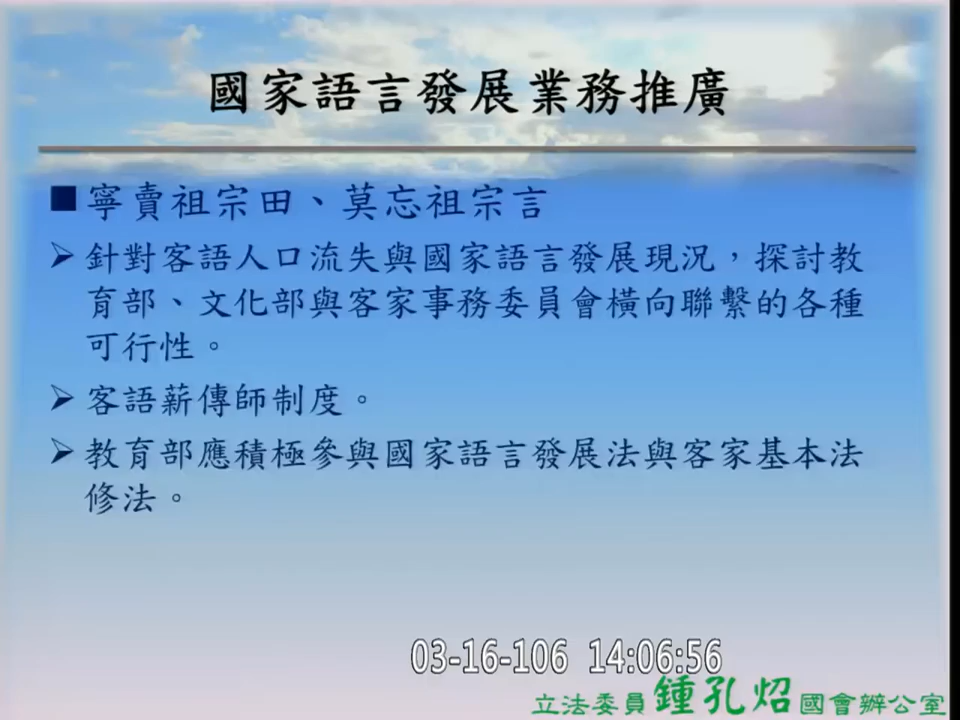 國家語言發展業務推廣
■寧賣祖宗田、莫忘祖宗言
➢針對客語人口流失與國家語言發展現況，探討教
育部、文化部與客家事務委員會橫向聯繫的各種
可行性。
➢客語薪傳師制度。
➢教育部應積極參與國家語言發展法與客家基本法
修法。
03-16-106 14:06:56
立法委員鍾孔炤國會辦公室